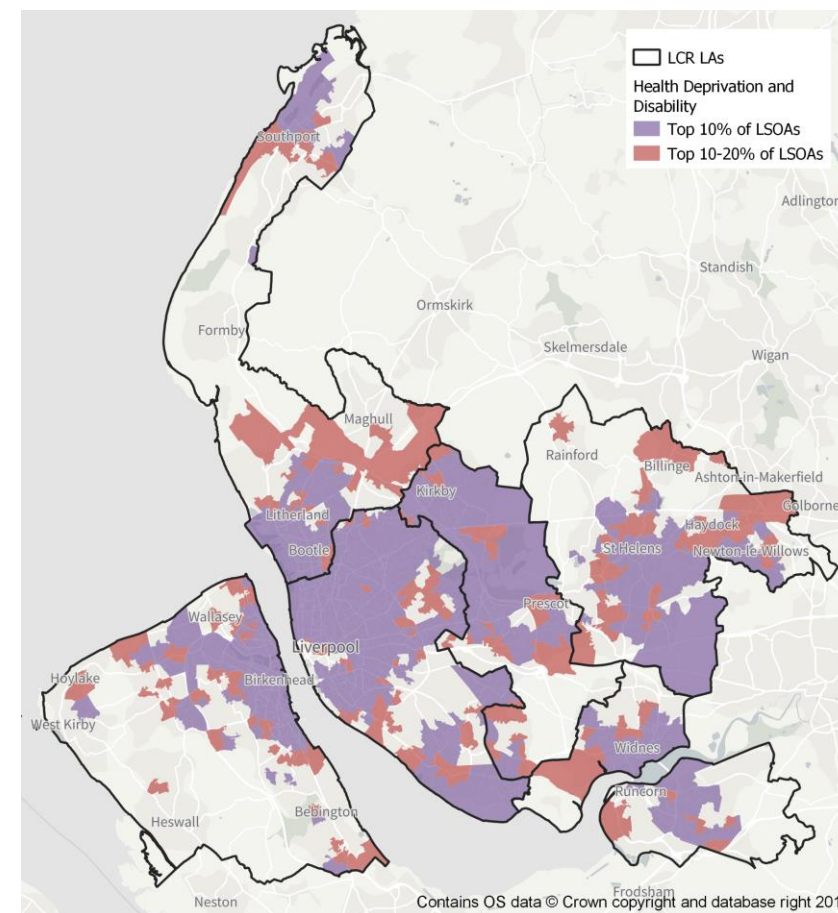 LCR LAs
Health Deprivation and
Disability
Top 10% of LSOAs
Top 10-20% of LSOAs
Southport
Adlington
Standish
Ormskirk
Formby
Skelmersdale
Wigan
Maghull
Rainford
Billinge
Ashton-in-Makerfield
Kirkby
Golborne
Litherland
Haydock
Bootle
St Helens
Newton-le-Willows
Prescot
Wallasey
Liverpool
Hoylake
Birkenhead
West Kirby
Widnes
Runcorn
Heswall
Bebington
Frodsham
Neston
Contains OS data © Crown copyright and database right 201